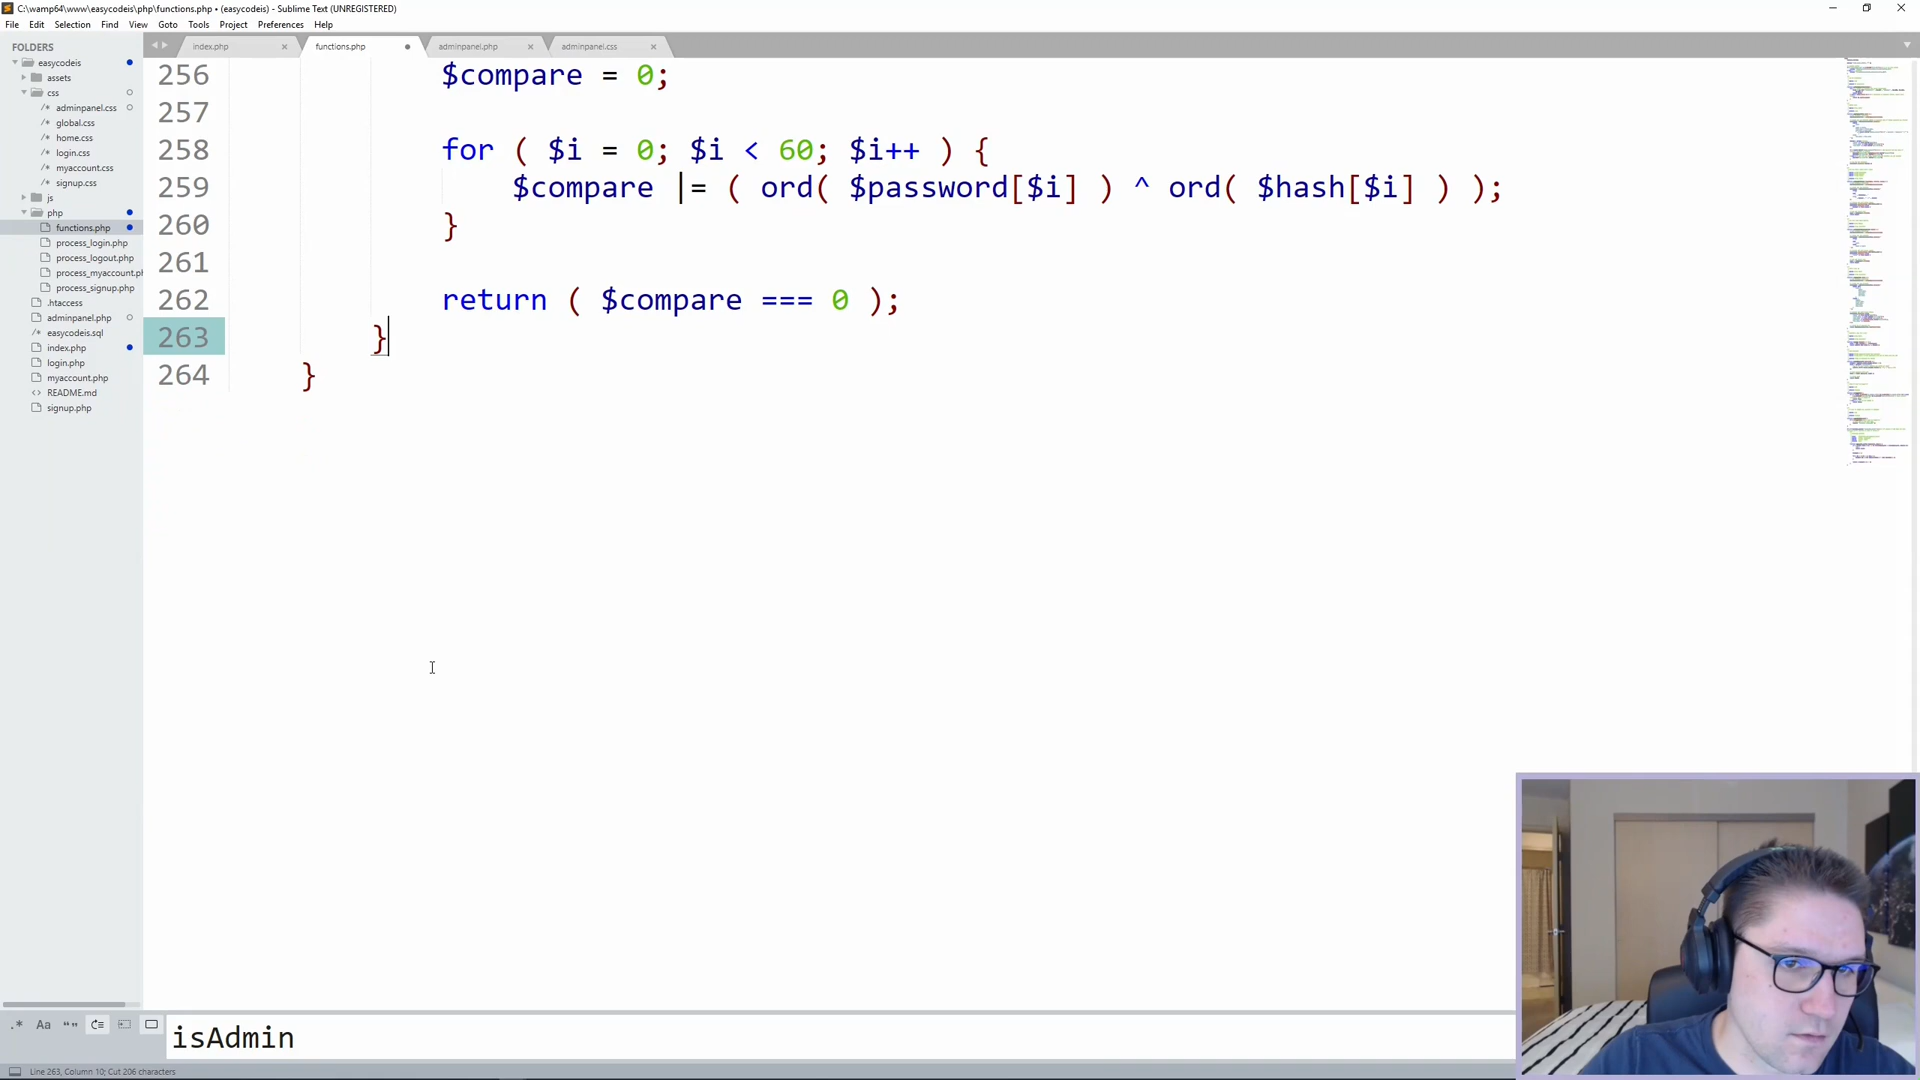 C:\wamp64\www\easycodeis\php\functions.php • (easycodeis) - Sublime Text (UNREGISTERED)
File Edit Selection Find View Goto Tools Project Preferences Help
FOLDERS
easycodeis
assets
css
adminpanel.css
global.css
home.css
login.css
myaccount.css
signup.css
js
php
functions.php
process_login.php
process_logout.php
process_myaccount.ph
process_signup.php
.htaccess
adminpanel.php
easycodeis.sql
index.php
login.php
myaccount.php
README.md
signup.php
index.php functions.php adminpanel.php adminpanel.css
256 $compare = 0;
257
258 for ( $i = 0; $i < 60; $i++ ) {
259 $compare |= ( ord( $password[$i] ) ^ ord( $hash[$i] ) );
260 }
261
262 return ( $compare === 0 );
263 }
264 }
.* Aa “”
isAdmin
Line 263, Column 10; Cut 206 characters